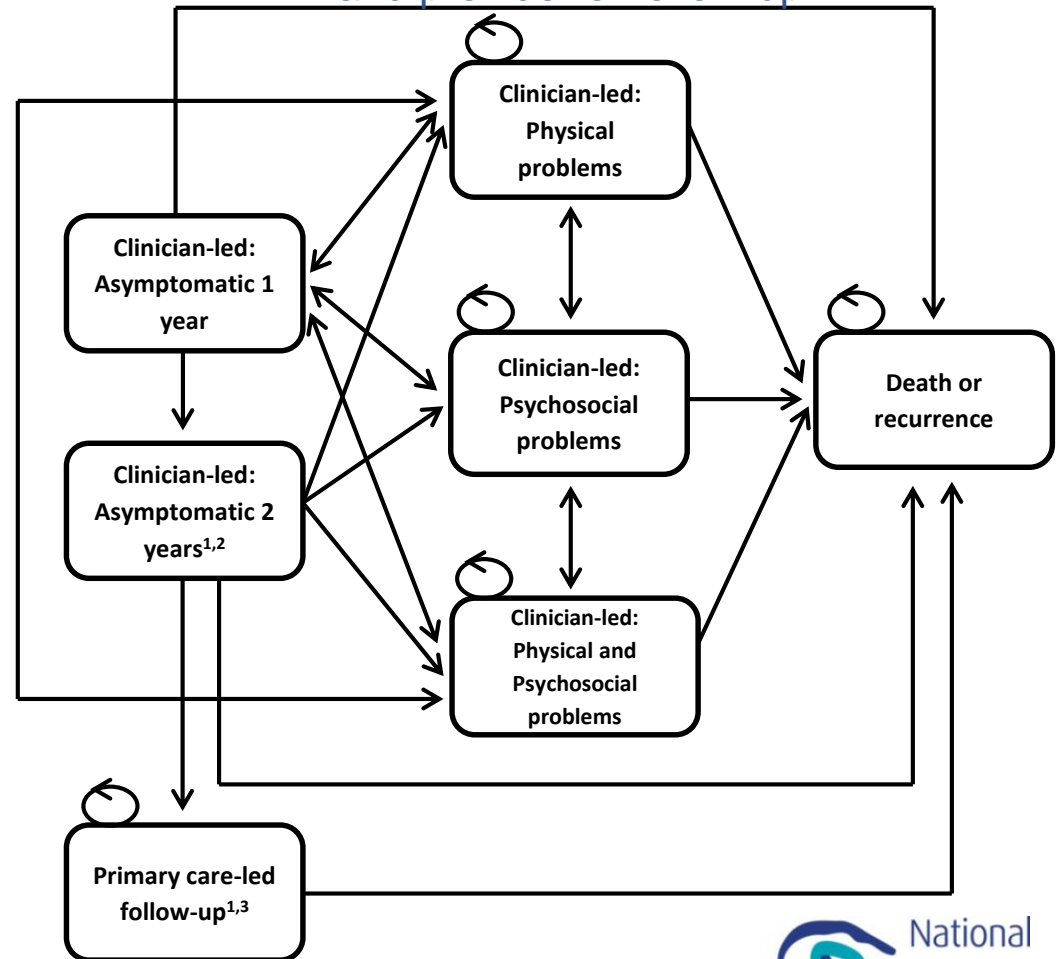 Clinician-led:
Physical
problems
Clinician-led:
Asymptomatic 1
year
Clinician-led:
Psychosocial
problems
Death or
recurrence
Clinician-led:
Asymptomatic 2
years1,2
Clinician-led:
Physical and
Psychosocial
problems
Primary care-led
follow-up1,3
National